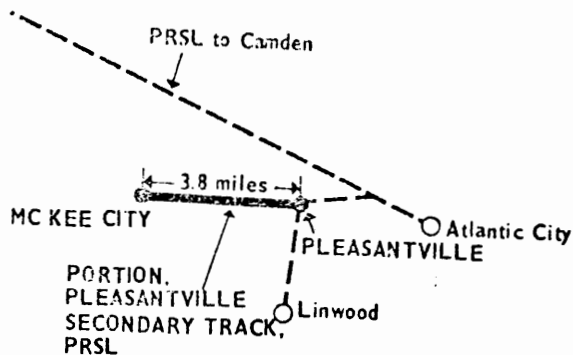 PRSL to Camden
3.8 miles
MC KEE CITY
Atlantic City
PLEASANTVILLE
PORTION,
PLEASANTVILLE
SECONDARY TRACK,
PRSL
Linwood